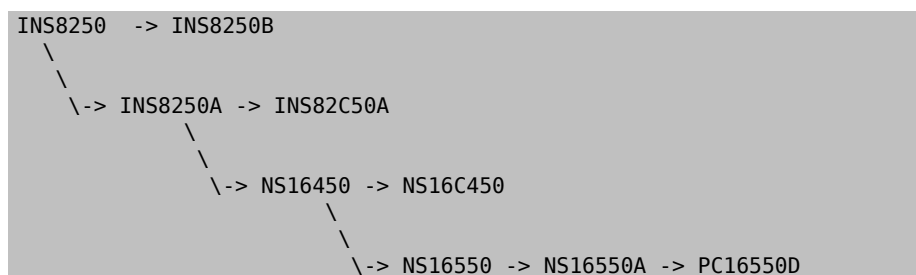 INS8250  -> INS8250B
  \
   \
    \-> INS8250A -> INS82C50A
             \
              \
               \-> NS16450 -> NS16C450
                        \
                         \
                          \-> NS16550 -> NS16550A -> PC16550D